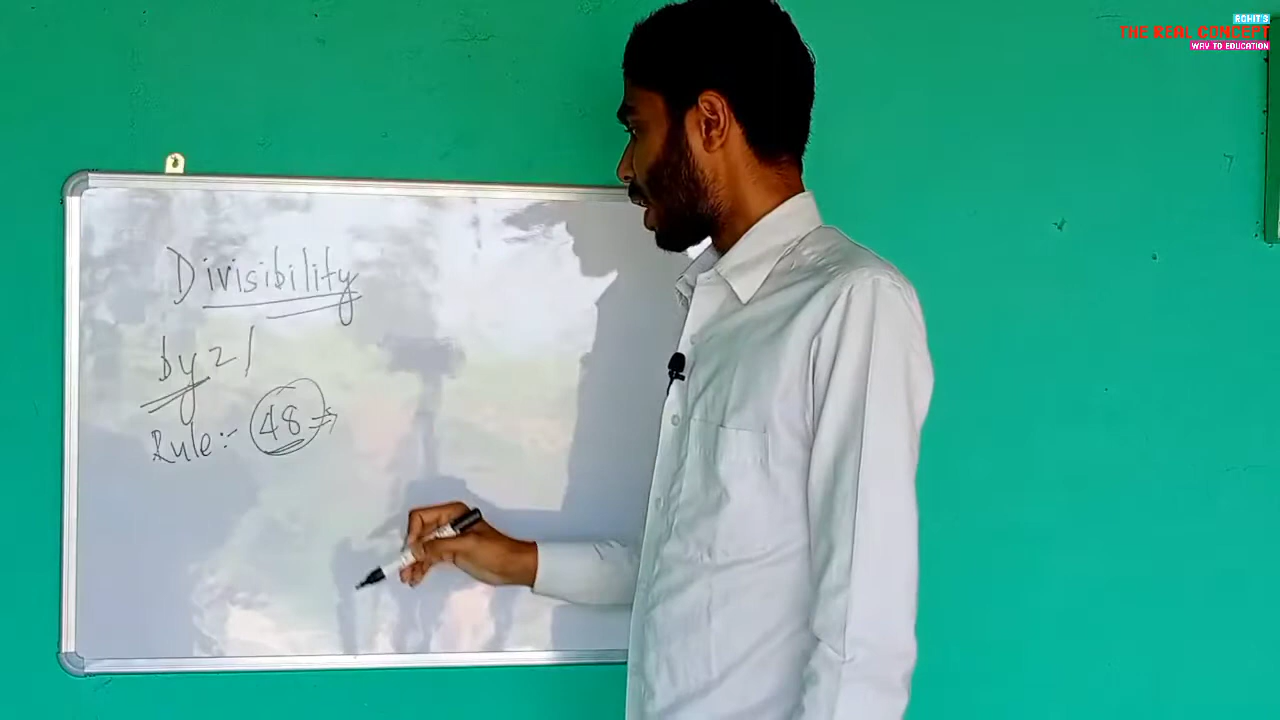 ROHIT'S
THE REAL CONCEPT
WAY TO EDUCATION
Divisibility
by 21
Rule:- 48 ⇒